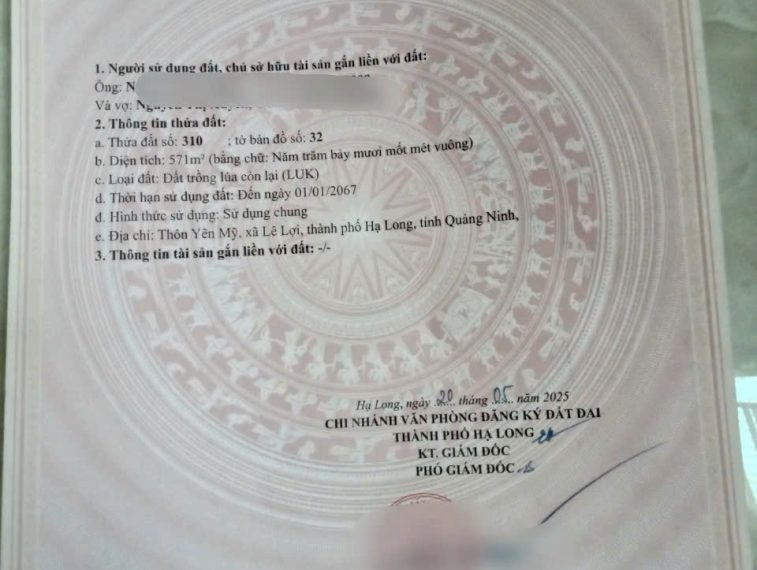 1. Người sử dụng đất, chủ sở hữu tài sản gắn liền với đất:
Ông: N
Và vợ:
2. Thông tin thửa đất:
a. Thửa đất số: 310 ; tờ bản đồ số: 32
b. Diện tích: 571m² (bằng chữ: Năm trăm bảy mươi mốt mét vuông)
c. Loại đất: Đất trồng lúa còn lại (LUK)
d. Thời hạn sử dụng đất: Đến ngày 01/01/2067
đ. Hình thức sử dụng: Sử dụng chung
e. Địa chỉ: Thôn Yên Mỹ, xã Lê Lợi, thành phố Hạ Long, tỉnh Quảng Ninh,
3. Thông tin tài sản gắn liền với đất: -/-
Hạ Long, ngày 20 tháng 05 năm 2025
CHI NHÁNH VĂN PHÒNG ĐĂNG KÝ ĐẤT ĐAI
THÀNH PHỐ HẠ LONG
KT. GIÁM ĐỐC
PHÓ GIÁM ĐỐC